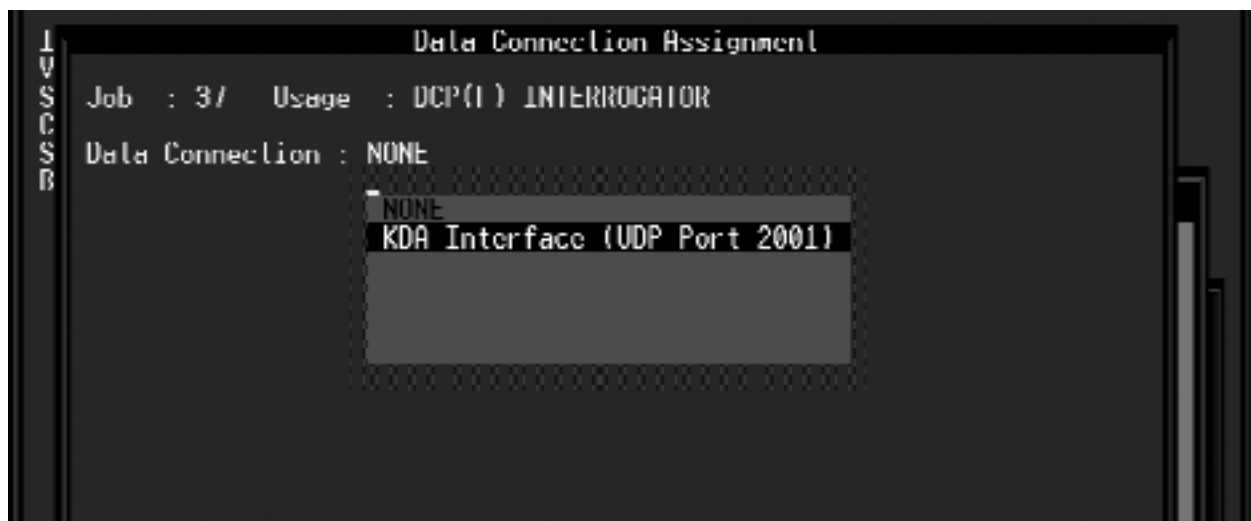 Data Connection Assignment
I
V
S
Job : 37 Usage : DCP(I) INTERROGATOR
C
S
Data Connection : NONE
B
NONE
KDA Interface (UDP Port 2001)